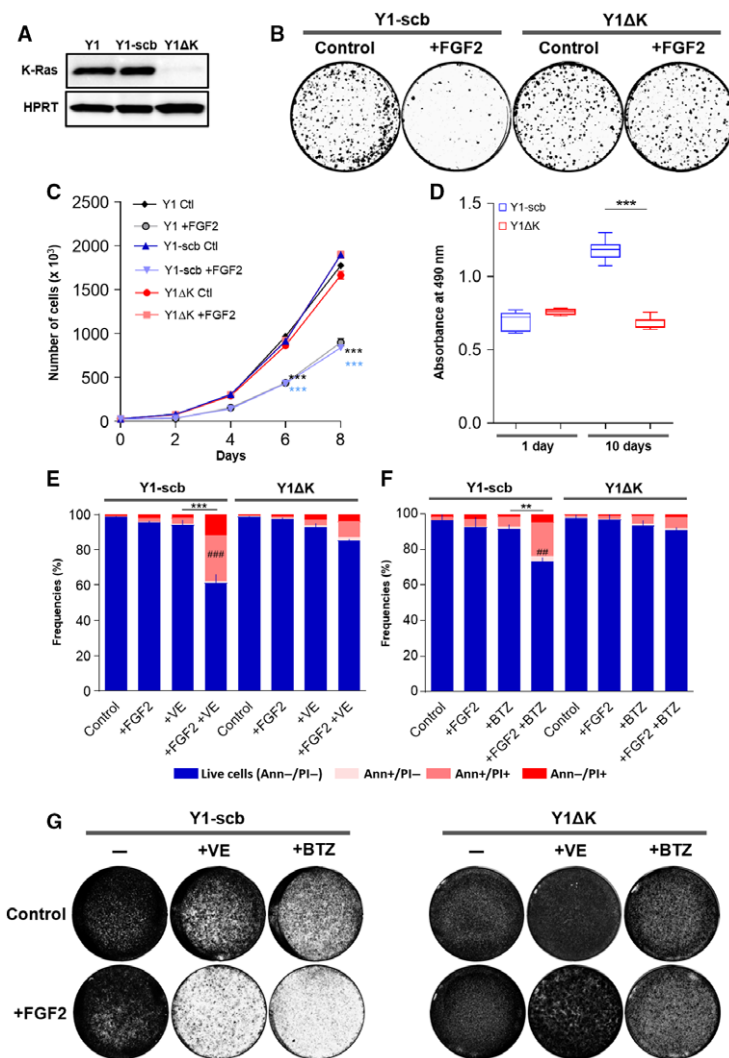 A
Y1 Y1-scb Y1ΔK
K-Ras
HPRT
B
Y1-scb Y1ΔK
Control +FGF2 Control +FGF2
C
Number of cells (x 10³)
2500
2000
1500
1000
500
0
0 2 4 6 8
Days
Y1 Ctl
Y1 +FGF2
Y1-scb Ctl
Y1-scb +FGF2
Y1ΔK Ctl
Y1ΔK +FGF2
***
***
***
***
D
Absorbance at 490 nm
1.5
1.0
0.5
0.0
Y1-scb
Y1ΔK
***
1 day 10 days
E
Y1-scb Y1ΔK
***
###
Frequencies (%)
100
80
60
40
20
0
Control +FGF2 +VE +FGF2 +VE Control +FGF2 +VE +FGF2 +VE
F
Y1-scb Y1ΔK
**
##
Frequencies (%)
100
80
60
40
20
0
Control +FGF2 +BTZ +FGF2 +BTZ Control +FGF2 +BTZ +FGF2 +BTZ
Live cells (Ann−/PI−) Ann+/PI− Ann+/PI+ Ann−/PI+
G
Y1-scb Y1ΔK
— +VE +BTZ — +VE +BTZ
Control
+FGF2